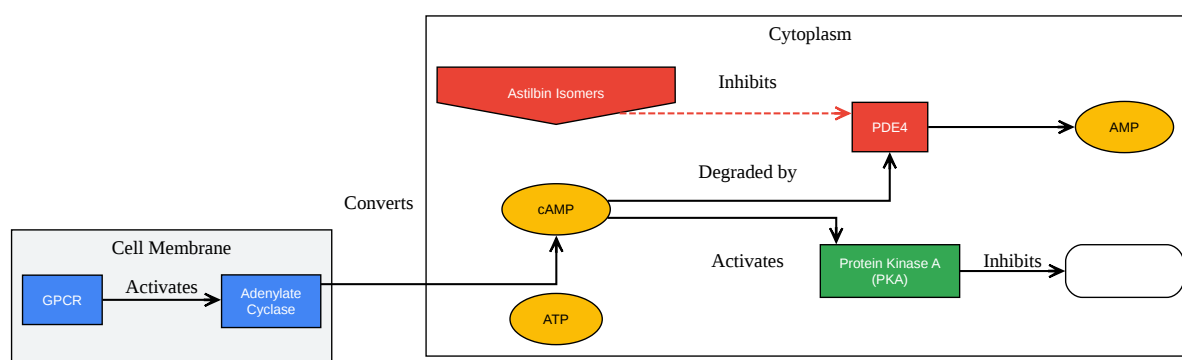 Cytoplasm
Astilbin Isomers
Inhibits
PDE4
AMP
Degraded by
Converts
cAMP
Cell Membrane
Activates
Protein Kinase A
(PKA)
Inhibits
GPCR
Activates
Adenylate
Cyclase
ATP